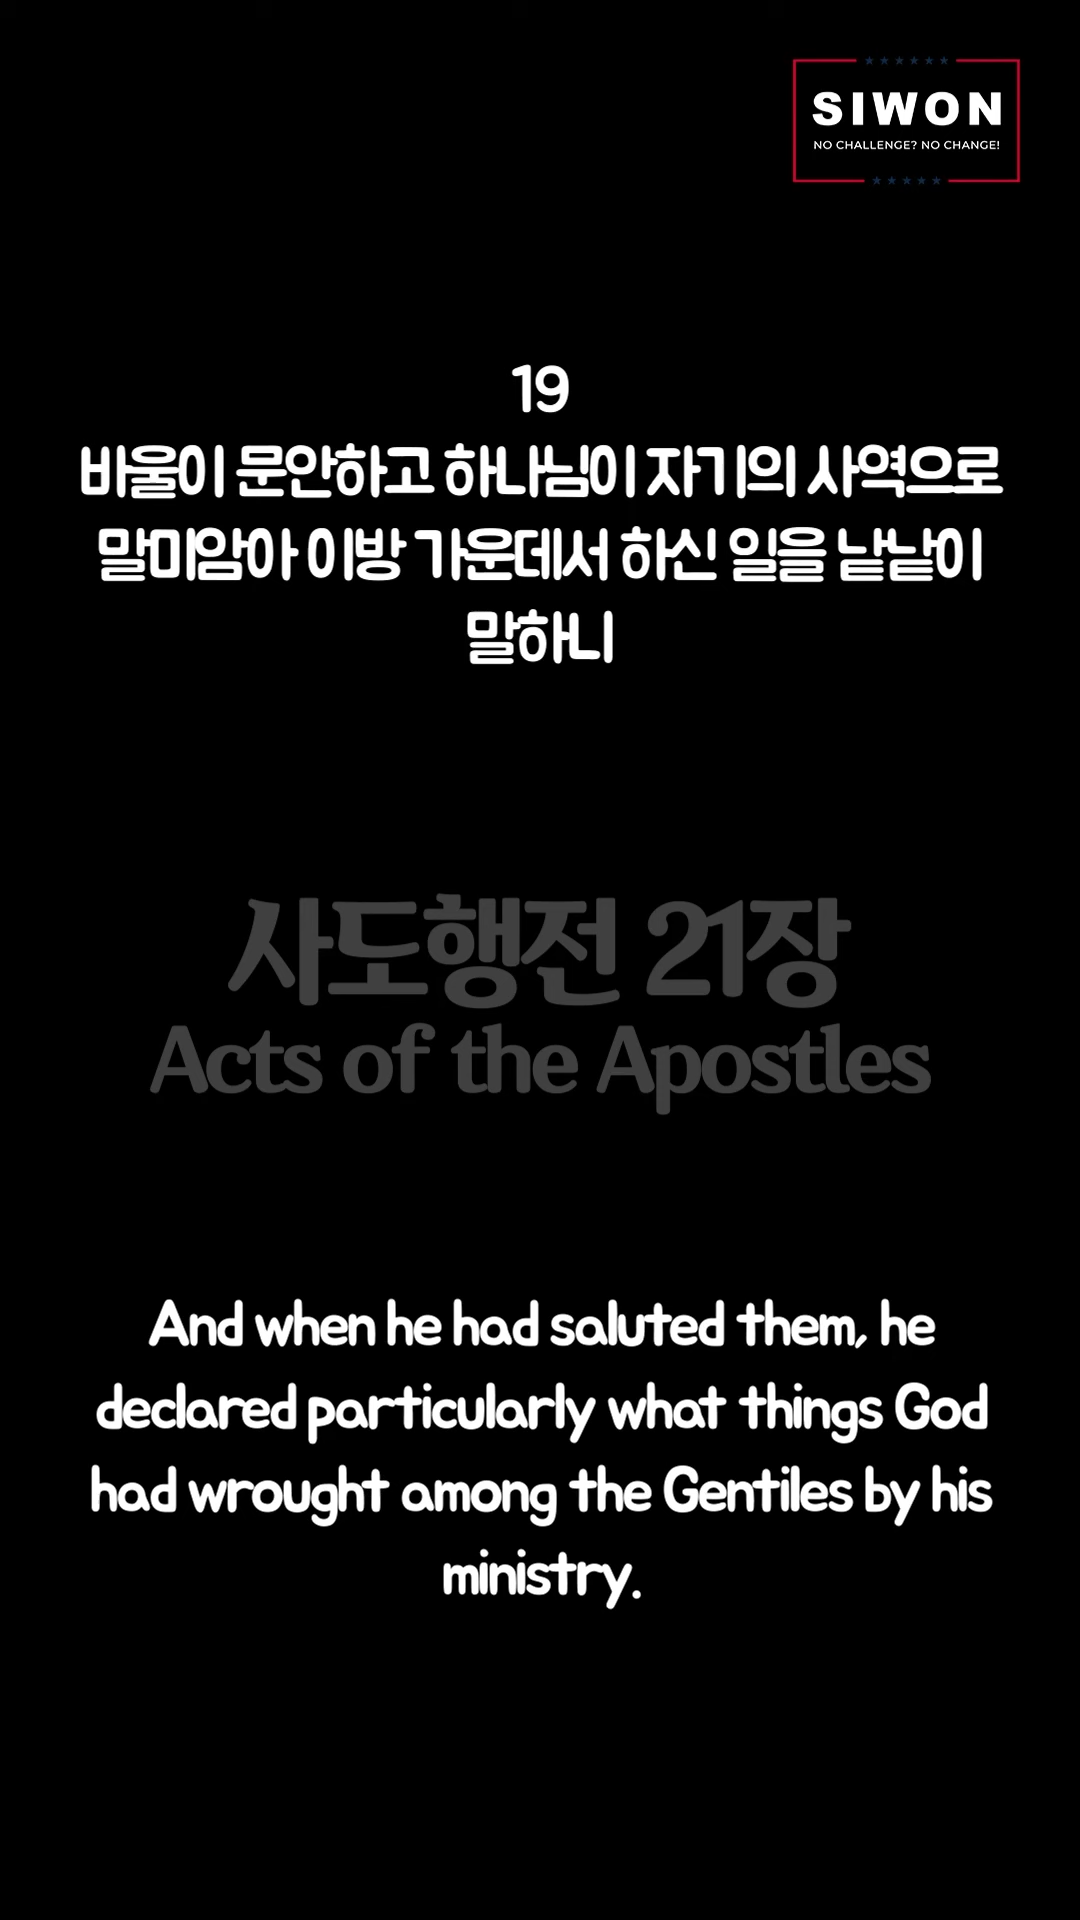 SIWON
NO CHALLENGE? NO CHANGE!
19
바울이 문안하고 하나님이 자기의 사역으로
말미암아 이방 가운데서 하신 일을 낱낱이
말하니
사도행전 21장
Acts of the Apostles
And when he had saluted them, he
declared particularly what things God
had wrought among the Gentiles by his
ministry.